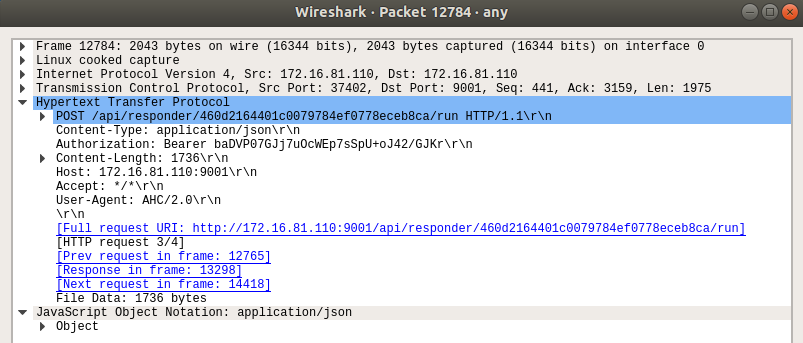 Wireshark · Packet 12784 · any
Frame 12784: 2043 bytes on wire (16344 bits), 2043 bytes captured (16344 bits) on interface 0
Linux cooked capture
Internet Protocol Version 4, Src: 172.16.81.110, Dst: 172.16.81.110
Transmission Control Protocol, Src Port: 37402, Dst Port: 9001, Seq: 441, Ack: 3159, Len: 1975
Hypertext Transfer Protocol
POST /api/responder/460d2164401c0079784ef0778eceb8ca/run HTTP/1.1\r\n
Content-Type: application/json\r\n
Authorization: Bearer baDVP07GJj7uOcWEp7sSpU+oJ42/GJKr\r\n
Content-Length: 1736\r\n
Host: 172.16.81.110:9001\r\n
Accept: */*\r\n
User-Agent: AHC/2.0\r\n
\r\n
[Full request URI: http://172.16.81.110:9001/api/responder/460d2164401c0079784ef0778eceb8ca/run]
[HTTP request 3/4]
[Prev request in frame: 12765]
[Response in frame: 13298]
[Next request in frame: 14418]
File Data: 1736 bytes
JavaScript Object Notation: application/json
Object